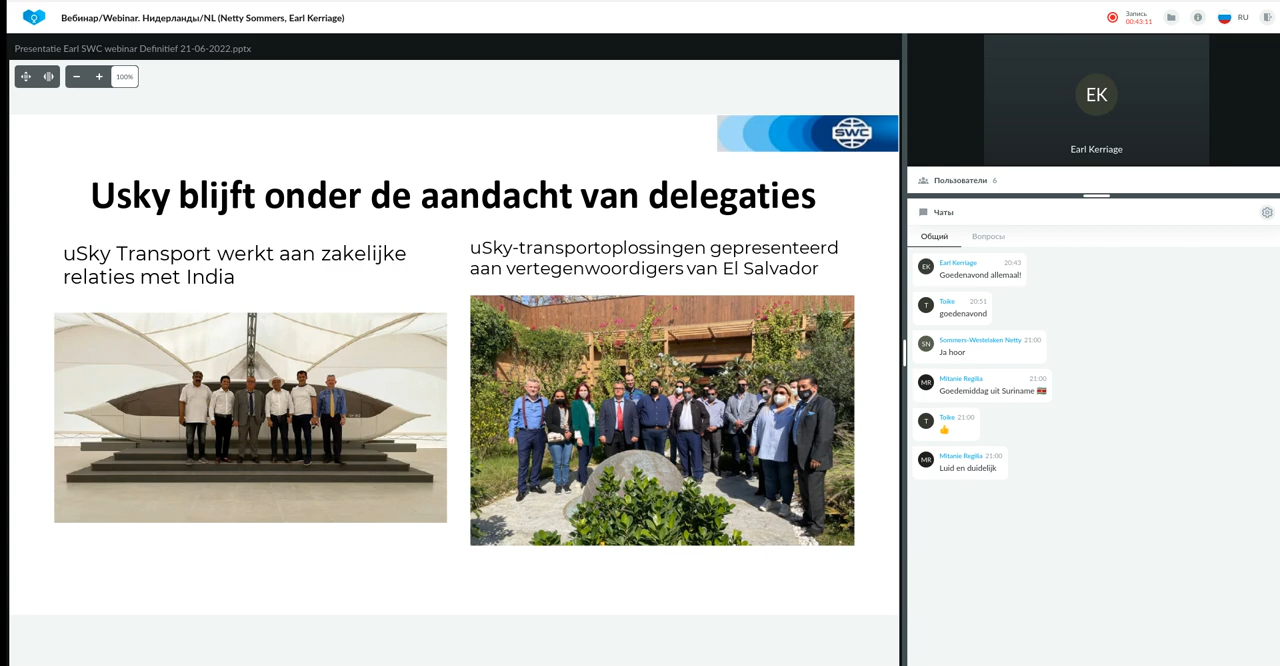 Вебинар/Webinar. Нидерланды/NL (Netty Sommers, Earl Kerriage)
Запись
00:43:11
RU
Presentatie Earl SWC webinar Definitief 21-06-2022.pptx
100%
SWC
Usky blijft onder de aandacht van delegaties
uSky Transport werkt aan zakelijke
relaties met India
uSky-transportoplossingen gepresenteerd
aan vertegenwoordigers van El Salvador
EK
Earl Kerriage
Пользователи 6
Чаты
Общий Вопросы
EK
Earl Kerriage 20:43
Goedenavond allemaal!
T
Toike 20:51
goedenavond
SN
Sommers-Westelaken Netty 21:00
Ja hoor
MR
Mitanie Regilia 21:00
Goedemiddag uit Suriname 🇸🇷
T
Toike 21:00
👍
MR
Mitanie Regilia 21:00
Luid en duidelijk